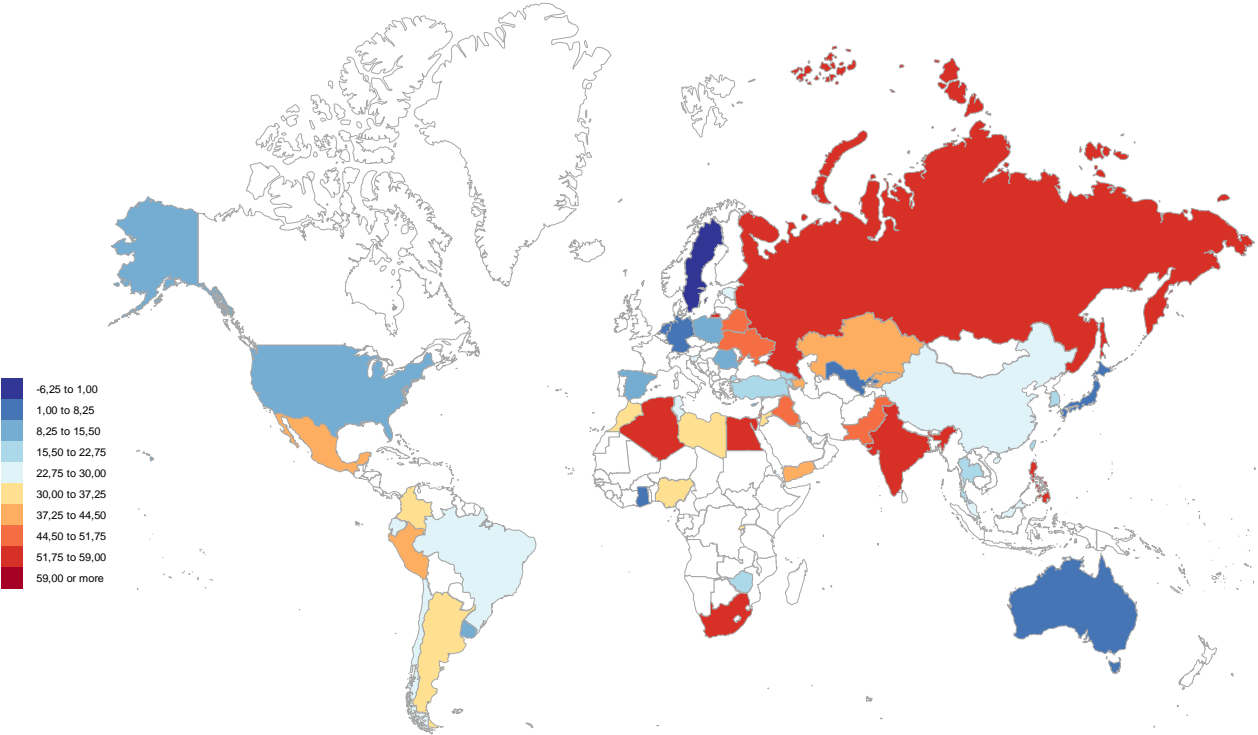 -6,25 to 1,00
1,00 to 8,25
8,25 to 15,50
15,50 to 22,75
22,75 to 30,00
30,00 to 37,25
37,25 to 44,50
44,50 to 51,75
51,75 to 59,00
59,00 or more